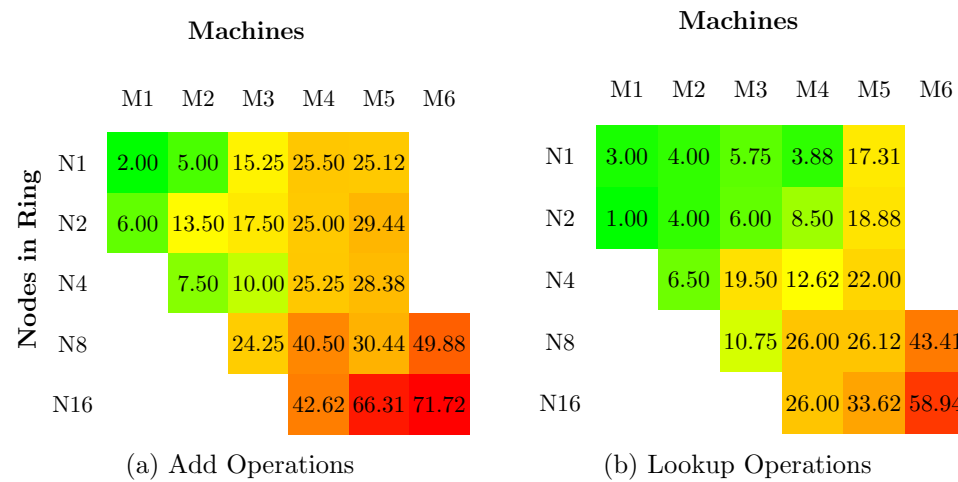 Machines
M1 M2 M3 M4 M5 M6
Nodes in Ring
N1 2.00 5.00 15.25 25.50 25.12
N2 6.00 13.50 17.50 25.00 29.44
N4 7.50 10.00 25.25 28.38
N8 24.25 40.50 30.44 49.88
N16 42.62 66.31 71.72
(a) Add Operations
Machines
M1 M2 M3 M4 M5 M6
N1 3.00 4.00 5.75 3.88 17.31
N2 1.00 4.00 6.00 8.50 18.88
N4 6.50 19.50 12.62 22.00
N8 10.75 26.00 26.12 43.41
N16 26.00 33.62 58.94
(b) Lookup Operations